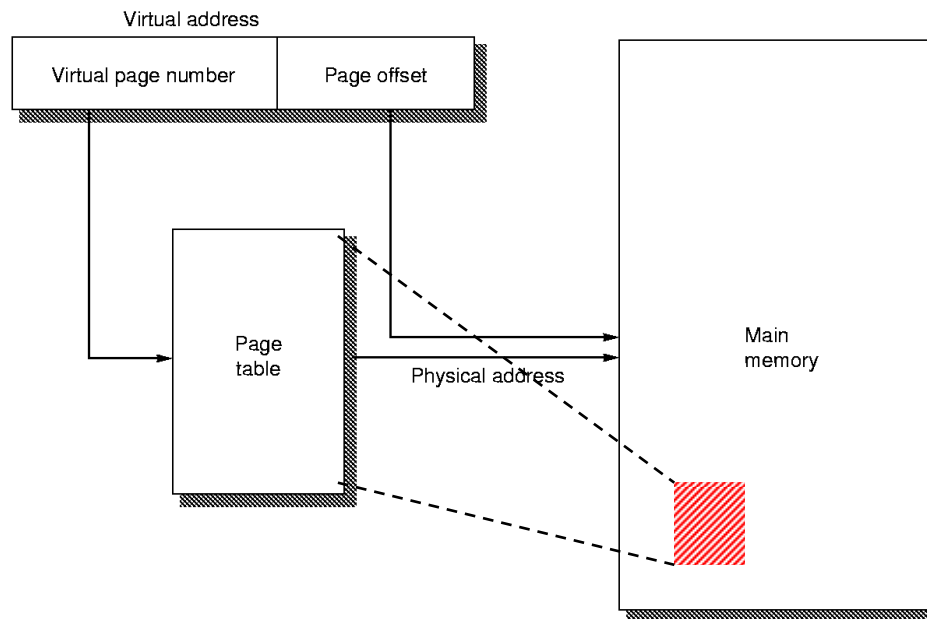 Virtual address
Virtual page number
Page offset
Page
table
Physical address
Main
memory